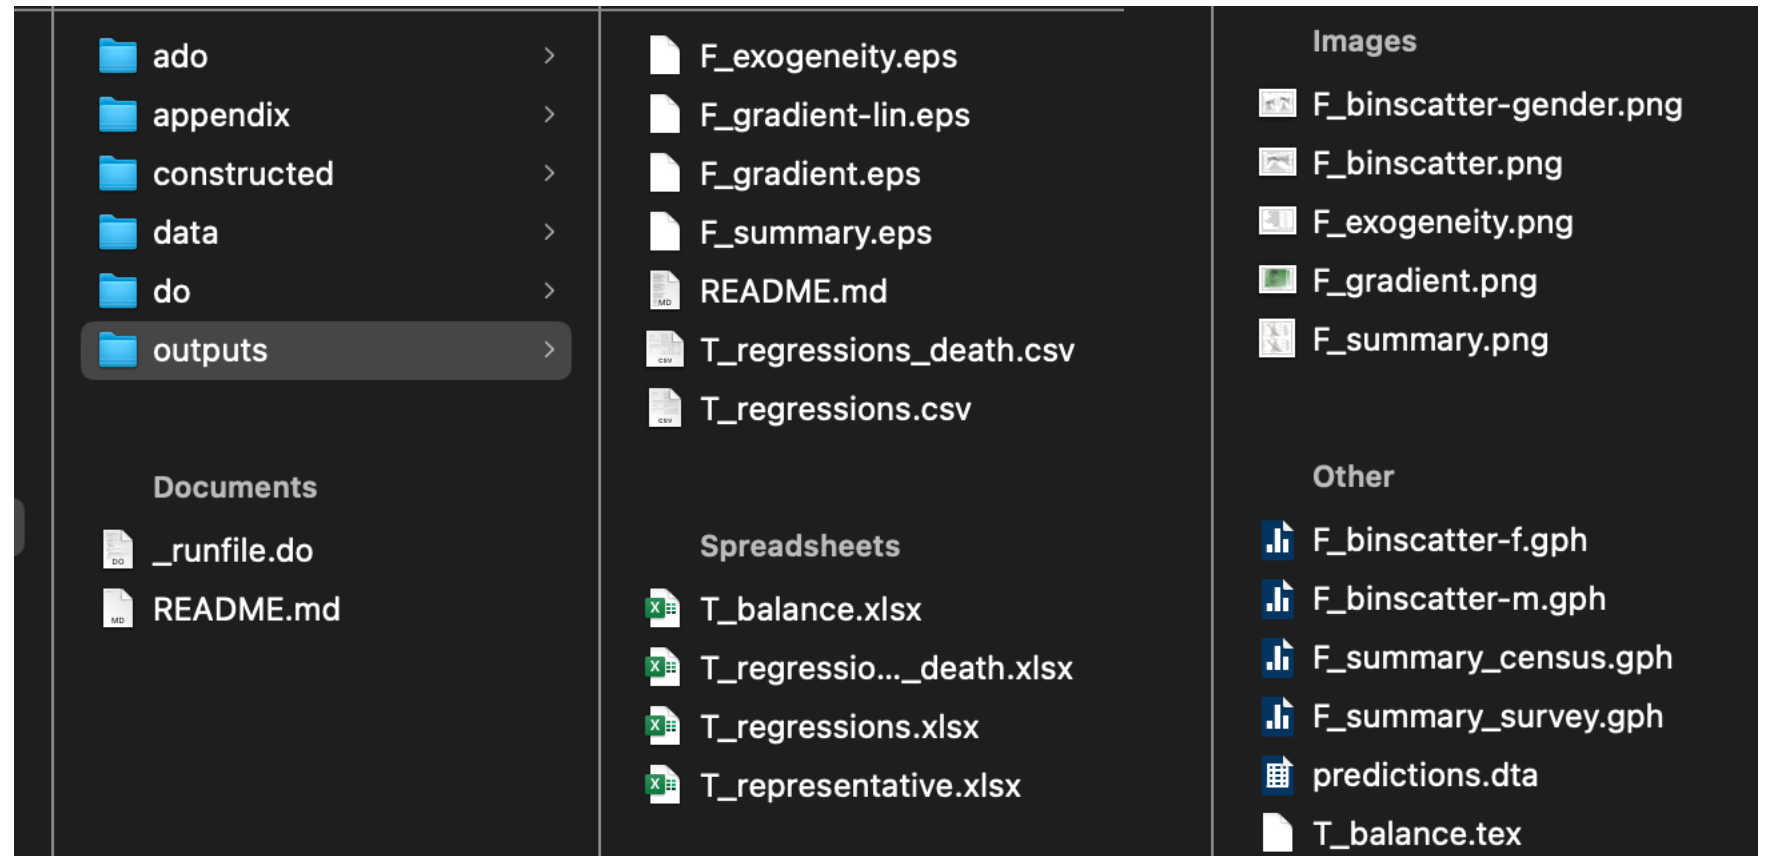 ado
appendix
constructed
data
do
outputs
Documents
_runfile.do
README.md
F_exogeneity.eps
F_gradient-lin.eps
F_gradient.eps
F_summary.eps
README.md
T_regressions_death.csv
T_regressions.csv
Spreadsheets
T_balance.xlsx
T_regressio..._death.xlsx
T_regressions.xlsx
T_representative.xlsx
Images
F_binscatter-gender.png
F_binscatter.png
F_exogeneity.png
F_gradient.png
F_summary.png
Other
F_binscatter-f.gph
F_binscatter-m.gph
F_summary_census.gph
F_summary_survey.gph
predictions.dta
T_balance.tex